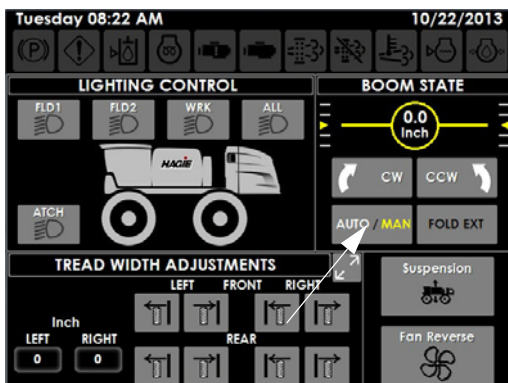 Tuesday 08:22 AM 10/22/2013
(P)
LIGHTING CONTROL
FLD1 FLD2 WRK ALL
HAGIE
ATCH
BOOM STATE
0.0
Inch
CW CCW
AUTO / MAN FOLD EXT
TREAD WIDTH ADJUSTMENTS
LEFT FRONT RIGHT
Inch
LEFT RIGHT
0 0
REAR
Suspension
Fan Reverse